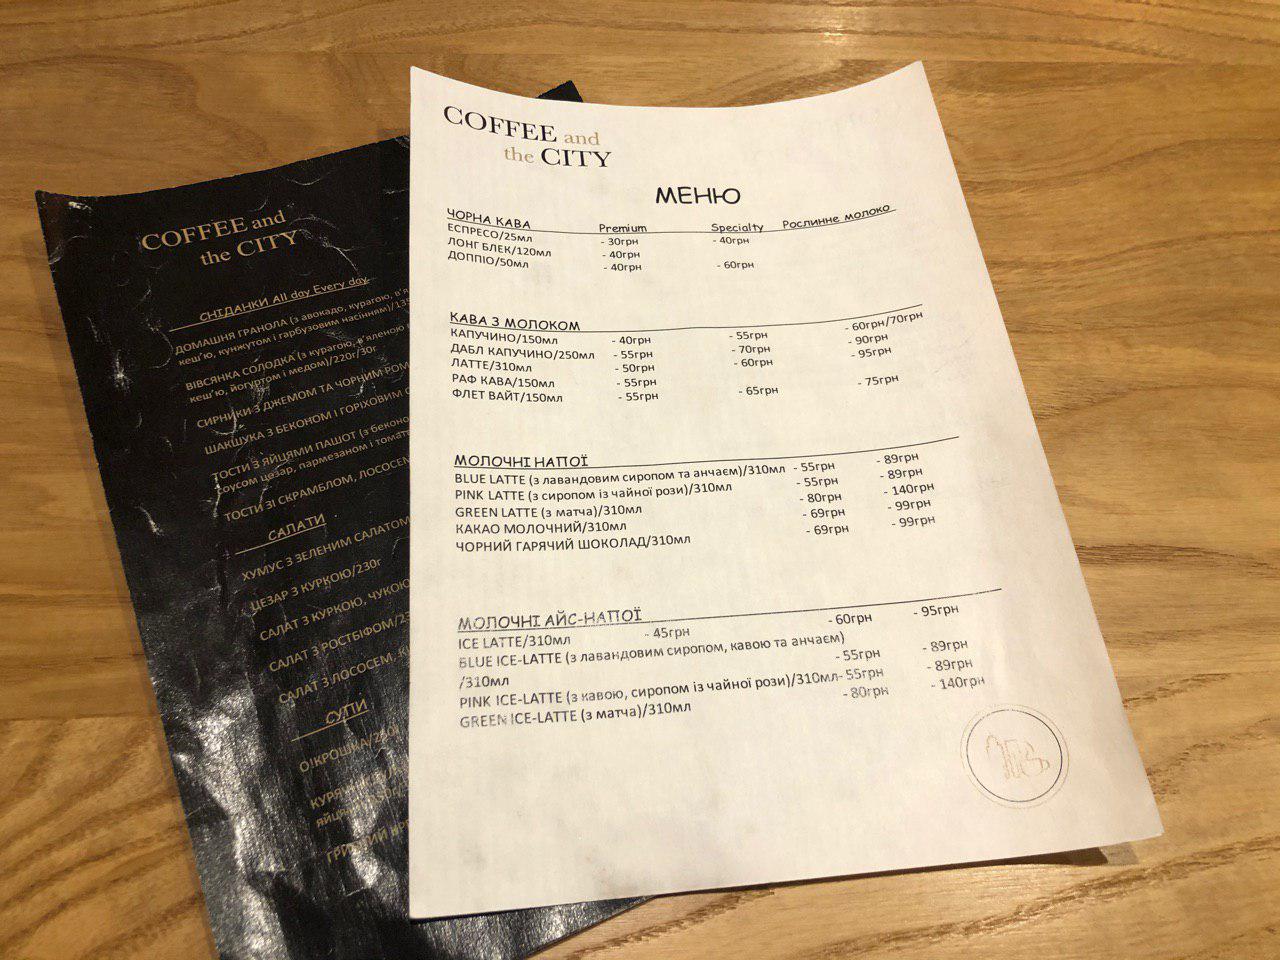 COFFEE and
the CITY
СНІДАНКИ All day Every day
ДОМАШНЯ ГРАНОЛА (з авокадо, курагою, в'я
кеш'ю, кунжутом і гарбузовим насінням)/135
ВІВСЯНКА СОЛОДКА (з курагою, в'яленою
кеш'ю, йогуртом і медом)/220г/30г
СИРНИКИ З ДЖЕМОМ ТА ЧОРНИМ РОМ
ШАКШУКА З БЕКОНОМ І ГОРІХОВИМ С
ТОСТИ З ЯЙЦЯМИ ПАШОТ (з беконо
соусом цезар, пармезаном і томат
ТОСТИ ЗІ СКРАМБЛОМ, ЛОСОСЕМ
САЛАТИ
ХУМУС З ЗЕЛЕНИМ САЛАТОМ
ЦЕЗАР З КУРКОЮ/230г
САЛАТ З КУРКОЮ, ЧУКОЮ
САЛАТ З РОСТБІФОМ/23
САЛАТ З ЛОСОСЕМ, К
СУПИ
О!КРОШКА/250г
COFFEE and
the CITY
МЕНЮ
ЧОРНА КАВА Premium Specialty Рослинне молоко
ЕСПРЕСО/25мл - 30грн - 40грн
ЛОНГ БЛЕК/120мл - 40грн
ДОППІО/50мл - 40грн - 60грн
КАВА З МОЛОКОМ
КАПУЧИНО/150мл - 40грн - 55грн - 60грн/70грн
ДАБЛ КАПУЧИНО/250мл - 55грн - 70грн - 90грн
ЛАТТЕ/310мл - 50грн - 60грн - 95грн
РАФ КАВА/150мл - 55грн
ФЛЕТ ВАЙТ/150мл - 55грн - 65грн - 75грн
МОЛОЧНІ НАПОЇ
BLUE LATTE (з лавандовим сиропом та анчаєм)/310мл - 55грн - 89грн
PINK LATTE (з сиропом із чайної рози)/310мл - 55грн - 89грн
GREEN LATTE (з матча)/310мл - 80грн - 140грн
КАКАО МОЛОЧНИЙ/310мл - 69грн - 99грн
ЧОРНИЙ ГАРЯЧИЙ ШОКОЛАД/310мл - 69грн - 99грн
МОЛОЧНІ АЙС-НАПОЇ
ICE LATTE/310мл - 45грн - 60грн - 95грн
BLUE ICE-LATTE (з лавандовим сиропом, кавою та анчаєм)
/310мл - 55грн - 89грн
PINK ICE-LATTE (з кавою, сиропом із чайної рози)/310мл- 55грн - 89грн
GREEN ICE-LATTE (з матча)/310мл - 80грн - 140грн